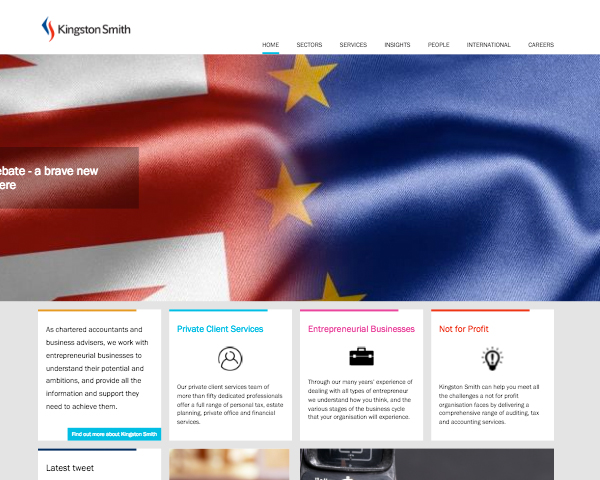 Kingston Smith
HOME SECTORS SERVICES INSIGHTS PEOPLE INTERNATIONAL CAREERS
ebate - a brave new
ere
As chartered accountants and
business advisers, we work with
entrepreneurial businesses to
understand their potential and
ambitions, and provide all the
information and support they
need to achieve them.
Find out more about Kingston Smith
Private Client Services
Our private client services team of
more than fifty dedicated professionals
offer a full range of personal tax, estate
planning, private office and financial
services.
Entrepreneurial Businesses
Through our many years' experience of
dealing with all types of entrepreneur
we understand how you think, and the
various stages of the business cycle
that your organisation will experience.
Not for Profit
Kingston Smith can help you meet all
the challenges a not for profit
organisation faces by delivering a
comprehensive range of auditing, tax
and accounting services.
Latest tweet